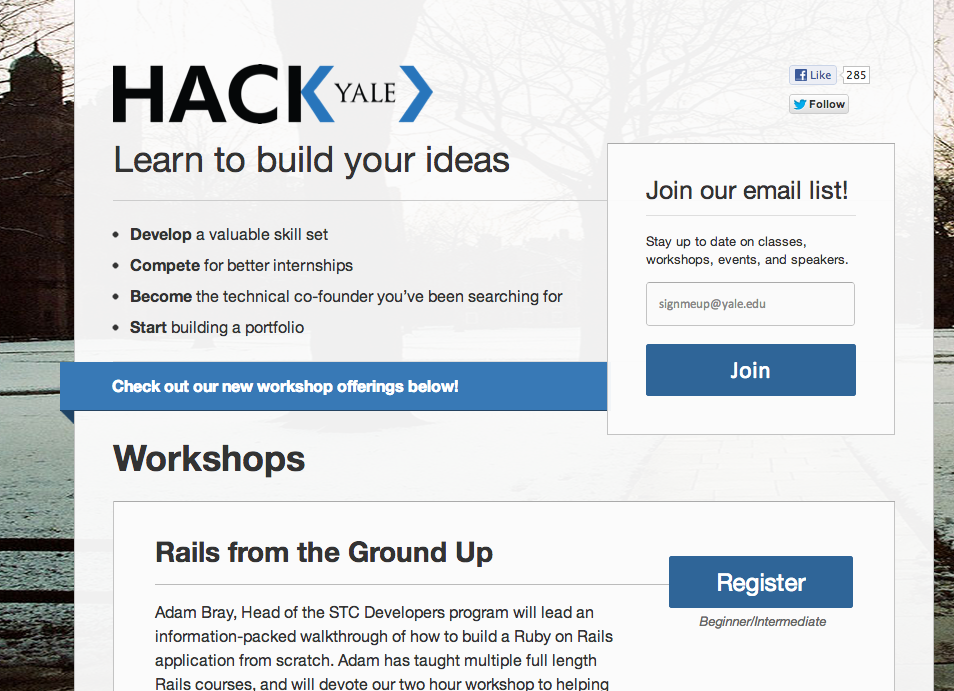 HACK YALE
Learn to build your ideas
Develop a valuable skill set
Compete for better internships
Become the technical co-founder you’ve been searching for
Start building a portfolio
Check out our new workshop offerings below!
Like 285
Follow
Join our email list!
Stay up to date on classes,
workshops, events, and speakers.
signmeup@yale.edu
Join
Workshops
Rails from the Ground Up
Adam Bray, Head of the STC Developers program will lead an
information-packed walkthrough of how to build a Ruby on Rails
application from scratch. Adam has taught multiple full length
Rails courses, and will devote our two hour workshop to helping
Register
Beginner/Intermediate